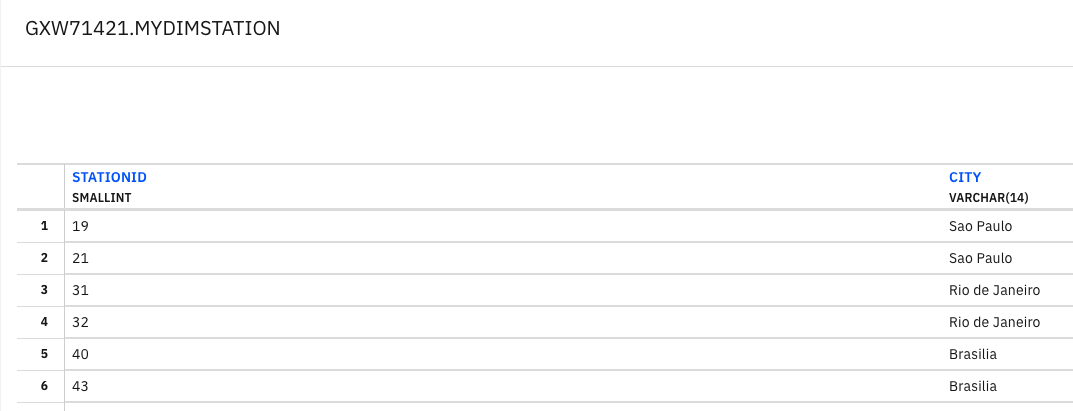 GXW71421.MYDIMSTATION
STATIONID CITY
SMALLINT VARCHAR(14)
1 19 Sao Paulo
2 21 Sao Paulo
3 31 Rio de Janeiro
4 32 Rio de Janeiro
5 40 Brasilia
6 43 Brasilia